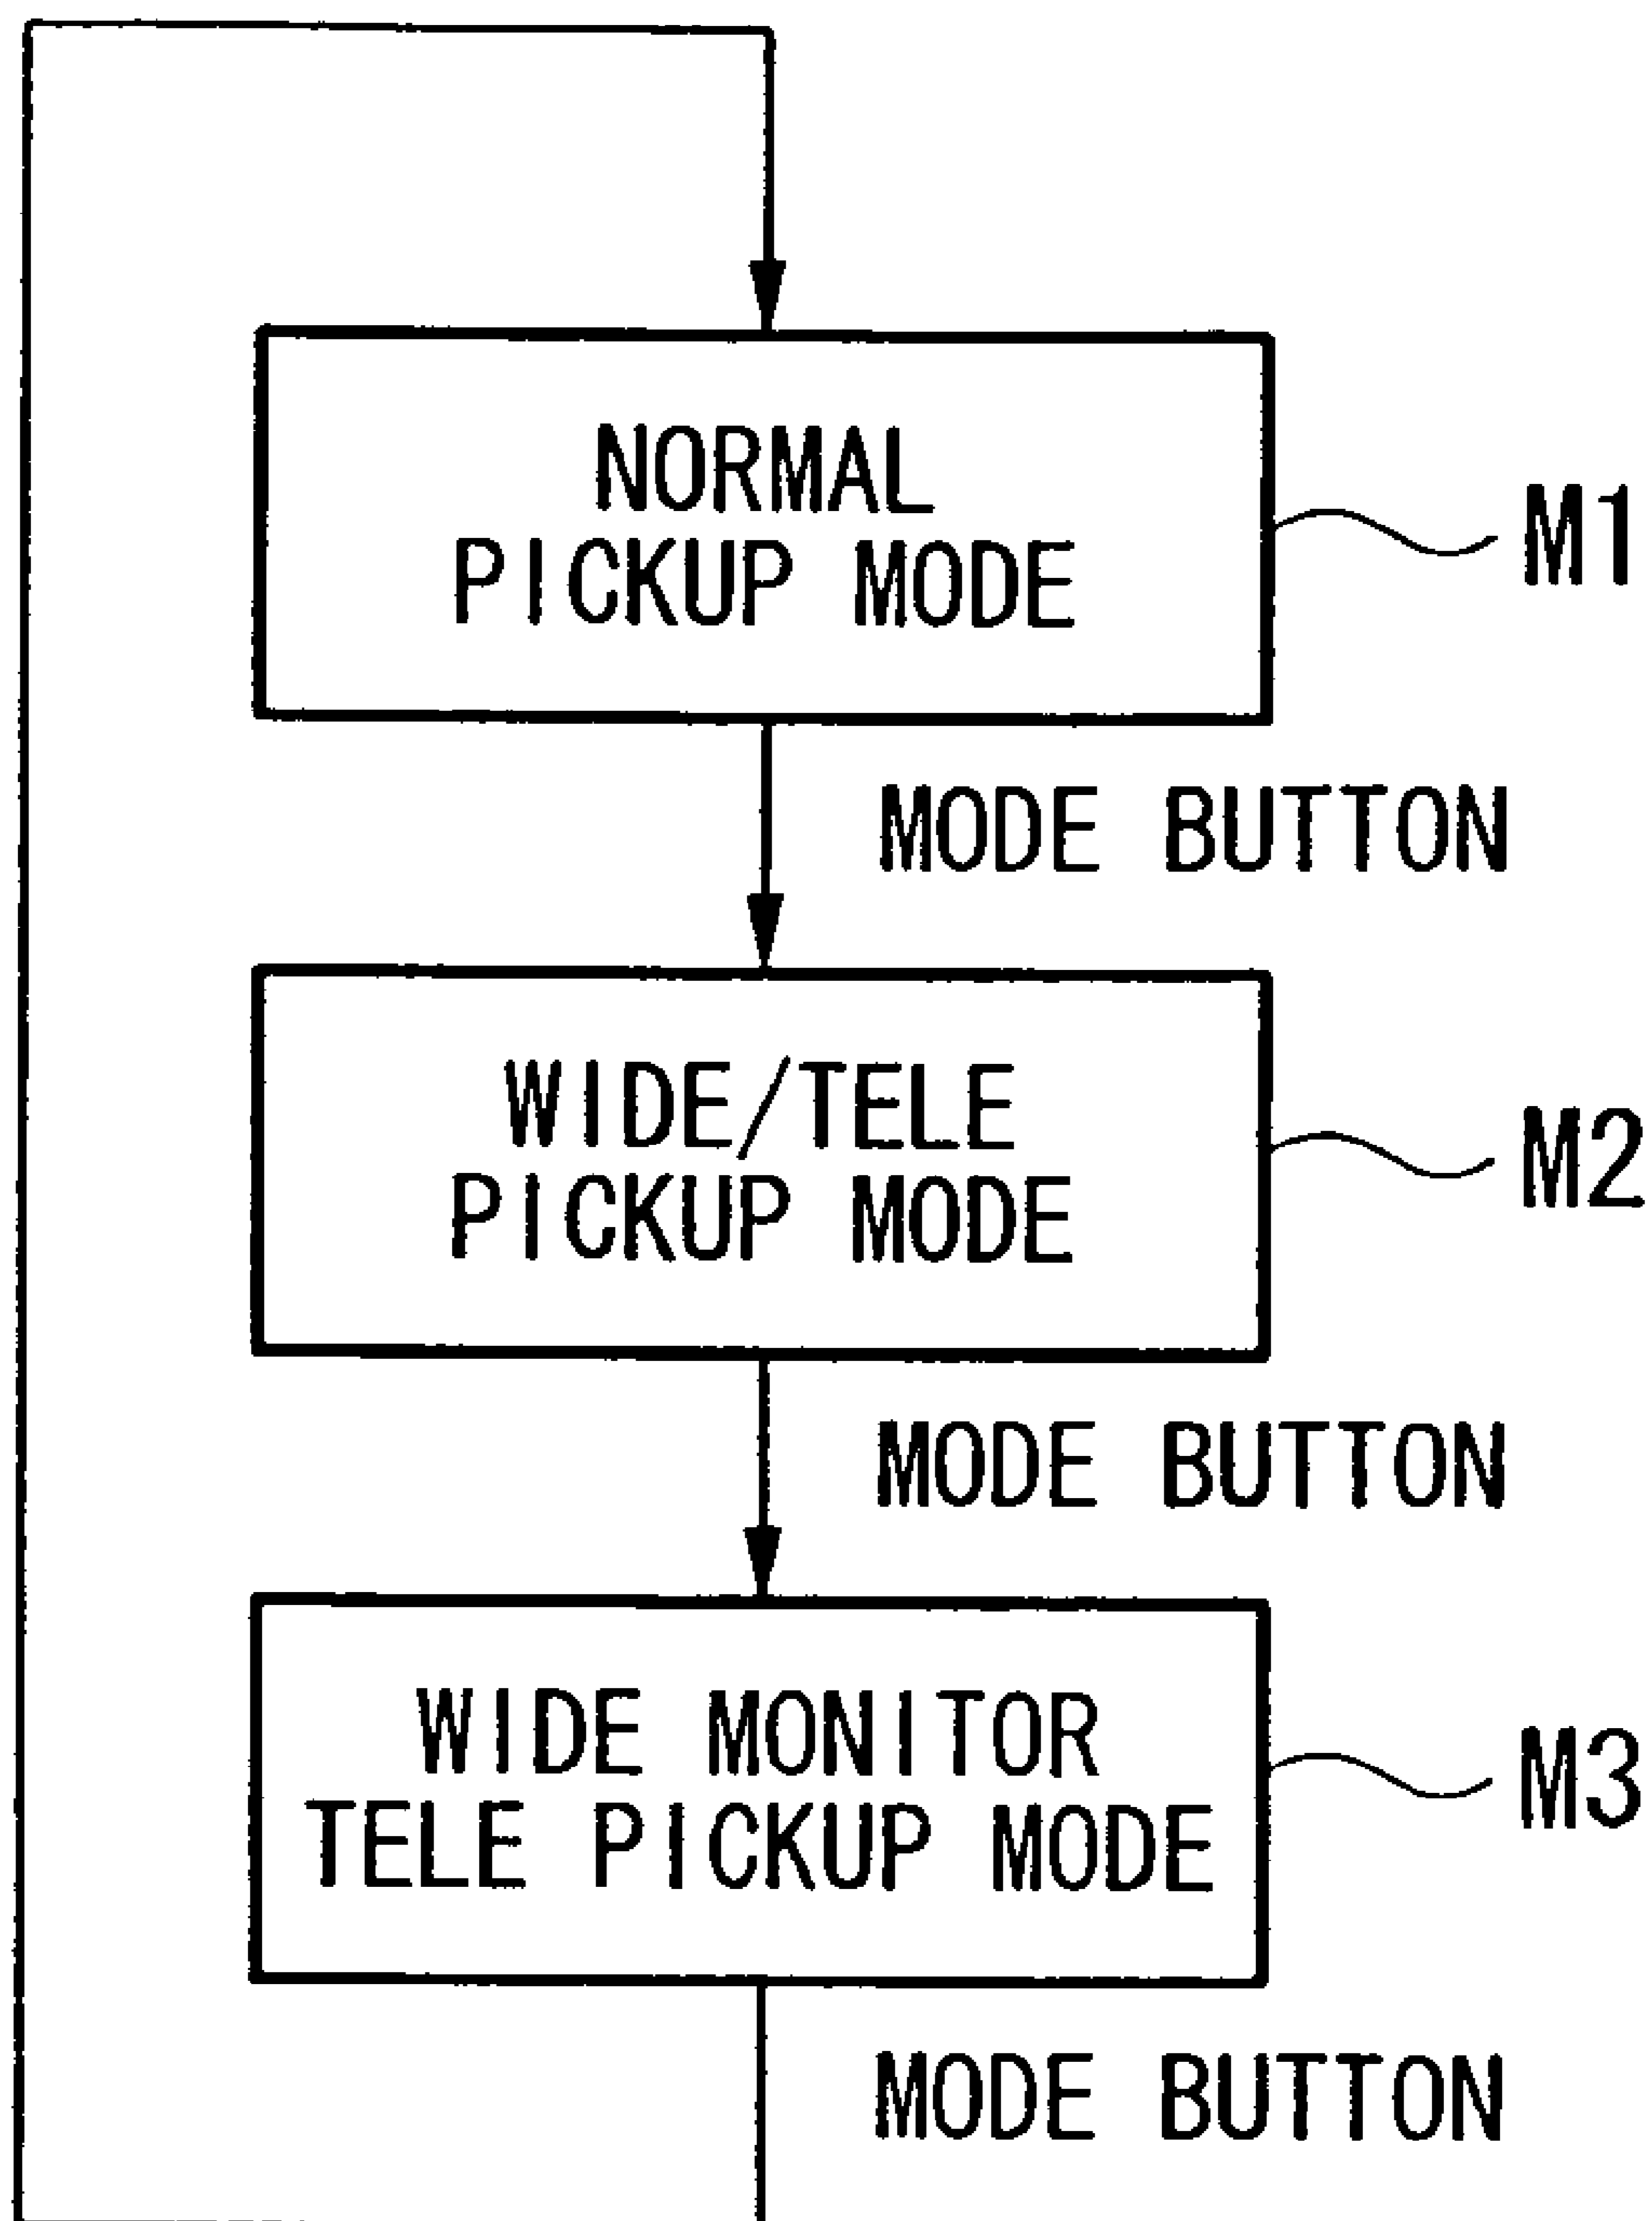 NORMAL
PICKUP MODE
M1
MODE BUTTON
WIDE/TELE
PICKUP MODE
M2
MODE BUTTON
WIDE MONITOR
TELE PICKUP MODE
M3
MODE BUTTON